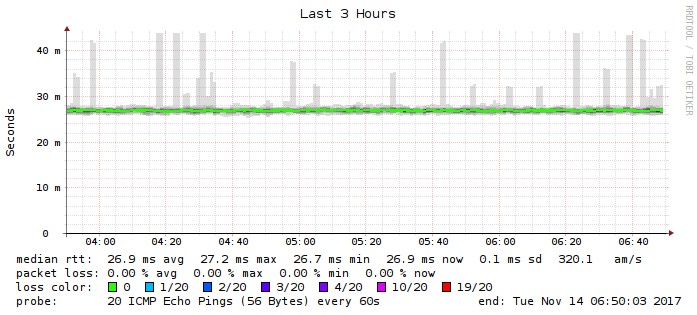 Last 3 Hours
RRDTOOL / TOBI OETIKER
Seconds
40 m
30 m
20 m
10 m
0
04:00 04:20 04:40 05:00 05:20 05:40 06:00 06:20 06:40
median rtt: 26.9 ms avg 27.2 ms max 26.7 ms min 26.9 ms now 0.1 ms sd 320.1 am/s
packet loss: 0.00 % avg 0.00 % max 0.00 % min 0.00 % now
loss color: 0 1/20 2/20 3/20 4/20 10/20 19/20
probe: 20 ICMP Echo Pings (56 Bytes) every 60s end: Tue Nov 14 06:50:03 2017